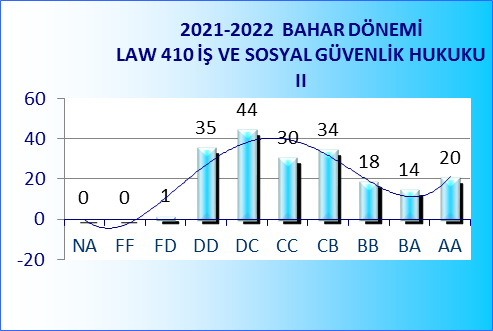 2021-2022 BAHAR DÖNEMİ
LAW 410 İŞ VE SOSYAL GÜVENLİK HUKUKU
II
60
40
20
0
-20
0 0 1 35 44 30 34 18 14 20
NA FF FD DD DC CC CB BB BA AA